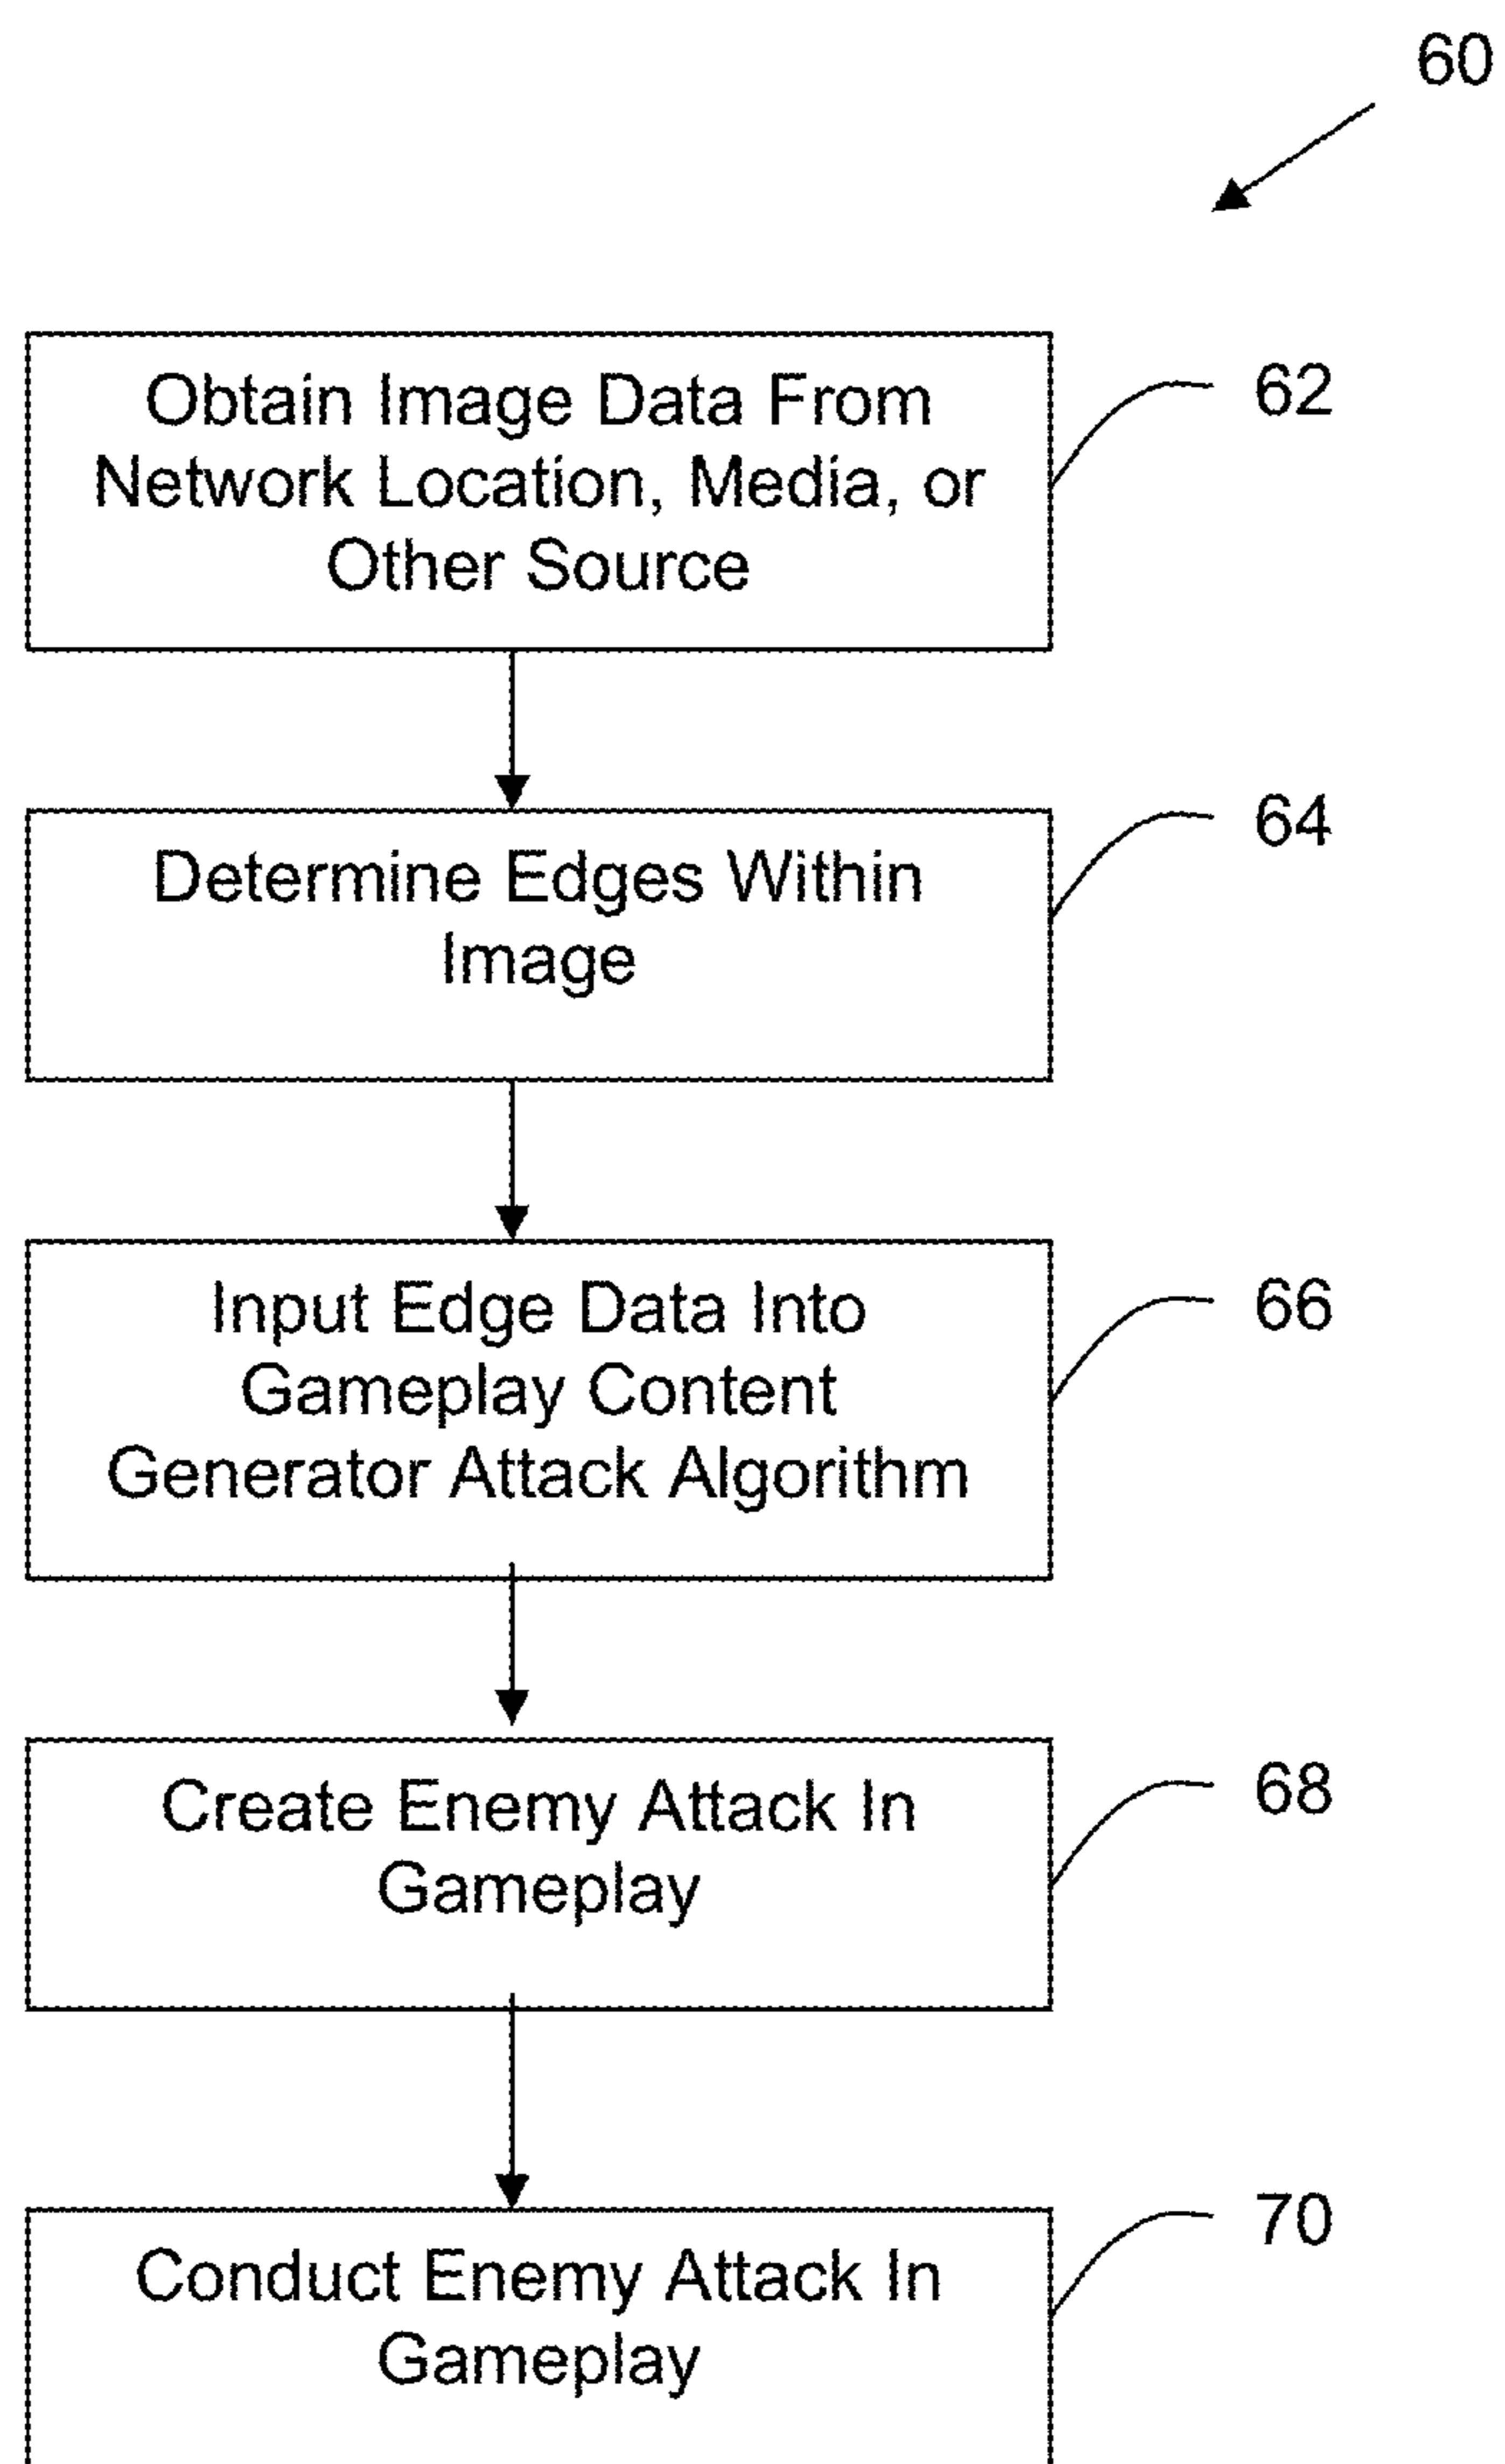 60
Obtain Image Data From
Network Location, Media, or
Other Source
62
Determine Edges Within
Image
64
Input Edge Data Into
Gameplay Content
Generator Attack Algorithm
66
Create Enemy Attack In
Gameplay
68
Conduct Enemy Attack In
Gameplay
70